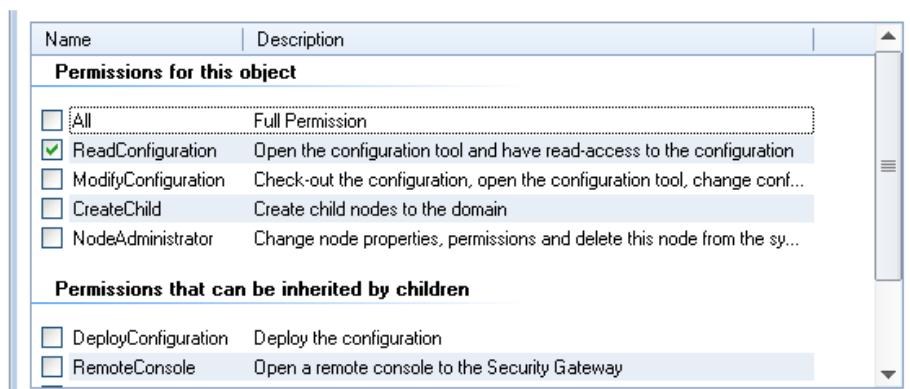 Name Description
Permissions for this object
All Full Permission
ReadConfiguration Open the configuration tool and have read-access to the configuration
ModifyConfiguration Check-out the configuration, open the configuration tool, change conf...
CreateChild Create child nodes to the domain
NodeAdministrator Change node properties, permissions and delete this node from the sy...
Permissions that can be inherited by children
DeployConfiguration Deploy the configuration
RemoteConsole Open a remote console to the Security Gateway